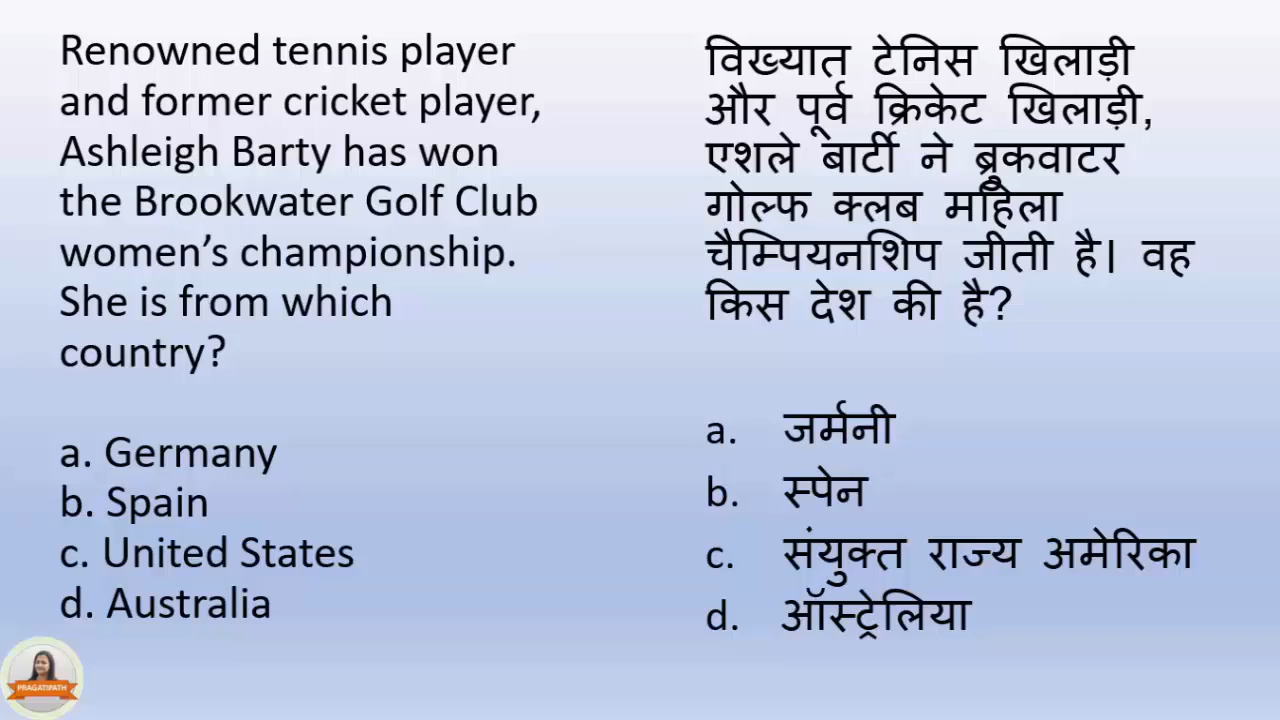 Renowned tennis player
and former cricket player,
Ashleigh Barty has won
the Brookwater Golf Club
women’s championship.
She is from which
country?
a. Germany
b. Spain
c. United States
d. Australia
विख्यात टेनिस खिलाड़ी
और पूर्व क्रिकेट खिलाड़ी,
एशले बार्टी ने ब्रुकवाटर
गोल्फ क्लब महिला
चैम्पियनशिप जीती है। वह
किस देश की है?
a. जर्मनी
b. स्पेन
c. संयुक्त राज्य अमेरिका
d. ऑस्ट्रेलिया
PRAGATIPATH